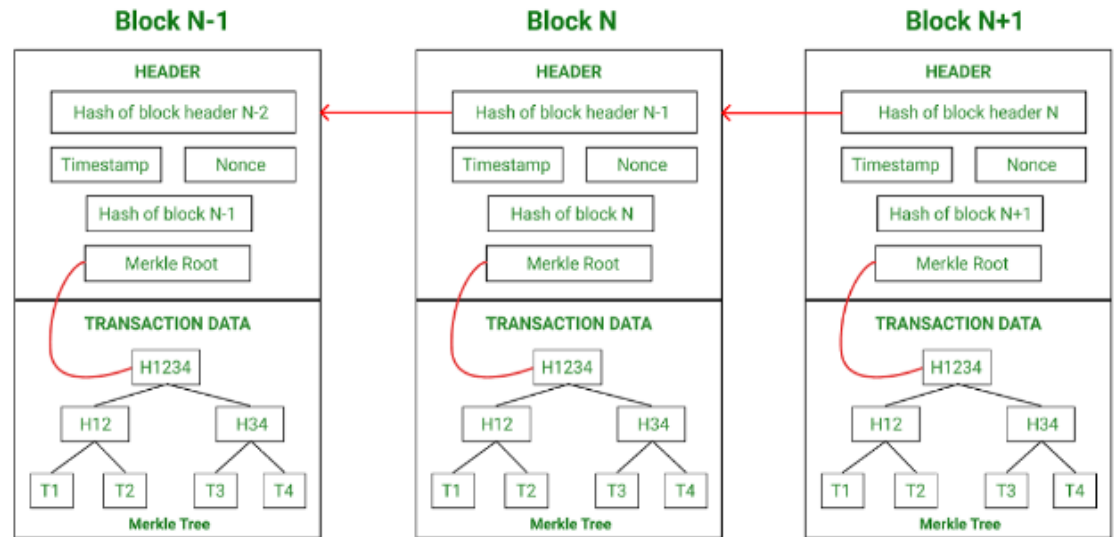 Block N-1
HEADER
Hash of block header N-2
Timestamp
Nonce
Hash of block N-1
Merkle Root
TRANSACTION DATA
H1234
H12
H34
T1
T2
T3
T4
Merkle Tree
Block N
HEADER
Hash of block header N-1
Timestamp
Nonce
Hash of block N
Merkle Root
TRANSACTION DATA
H1234
H12
H34
T1
T2
T3
T4
Merkle Tree
Block N+1
HEADER
Hash of block header N
Timestamp
Nonce
Hash of block N+1
Merkle Root
TRANSACTION DATA
H1234
H12
H34
T1
T2
T3
T4
Merkle Tree